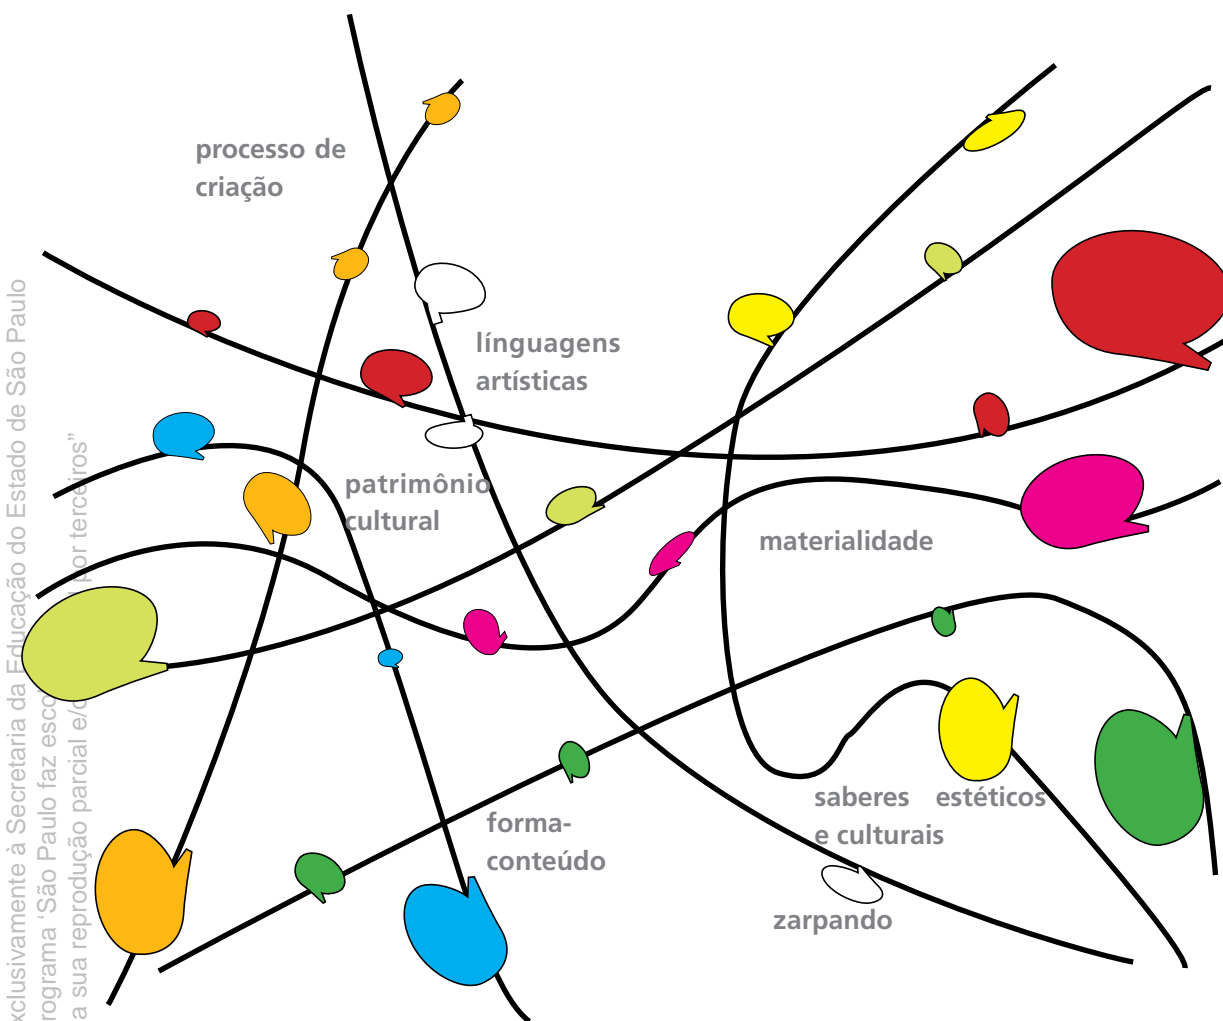 processo de
criação
línguagens
artísticas
patrimônio
cultural
materialidade
saberes estéticos
e culturais
forma-
conteúdo
zarpando
xclusivamente à Secretaria da Educação do Estado de São Paulo
rograma ‘São Paulo faz
a sua reprodução parcial por terceiros”